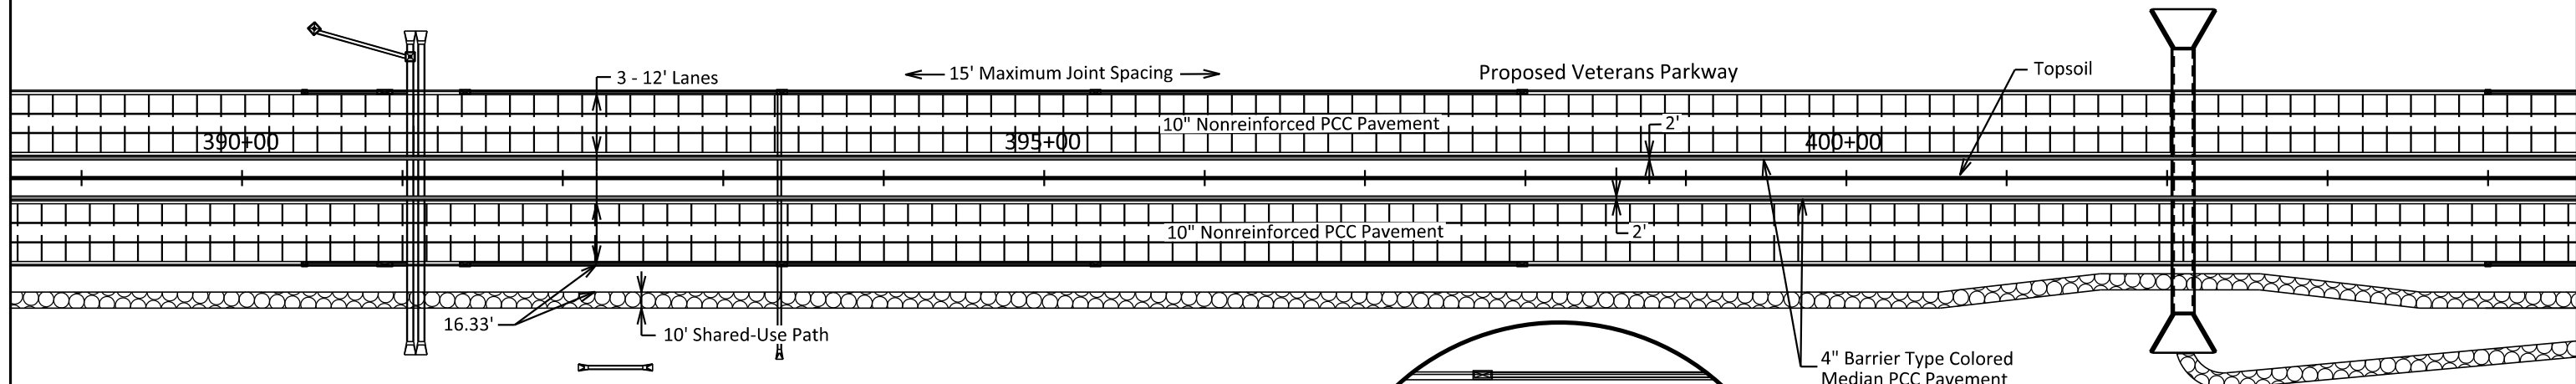 3 - 12' Lanes
15' Maximum Joint Spacing
Proposed Veterans Parkway
Topsoil
10" Nonreinforced PCC Pavement
2'
390+00
395+00
400+00
10" Nonreinforced PCC Pavement
2'
16.33'
10' Shared-Use Path
4" Barrier Type Colored
Median PCC Pavement